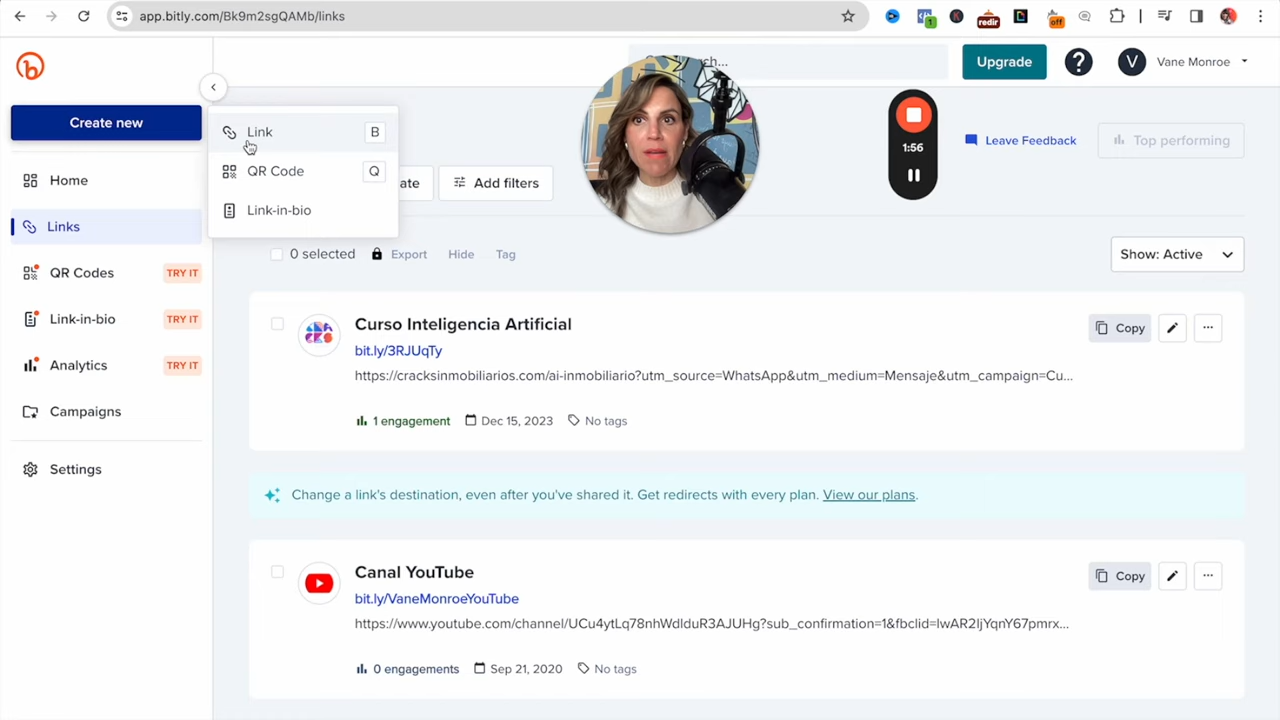 app.bitly.com/Bk9m2sgQAMb/links
1
redir
off
b
ch...
Upgrade
?
V
Vane Monroe
Create new
Link
B
1:56
Leave Feedback
Top performing
QR Code
Q
ate
Add filters
Home
Link-in-bio
Links
0 selected
Export
Hide
Tag
Show: Active
QR Codes
TRY IT
Link-in-bio
TRY IT
Curso Inteligencia Artificial
Copy
bit.ly/3RJUqTy
Analytics
TRY IT
https://cracksinmobiliarios.com/ai-inmobiliario?utm_source=WhatsApp&utm_medium=Mensaje&utm_campaign=Cu...
Campaigns
1 engagement
Dec 15, 2023
No tags
Settings
Change a link's destination, even after you've shared it. Get redirects with every plan. View our plans.
Canal YouTube
Copy
bit.ly/VaneMonroeYouTube
https://www.youtube.com/channel/UCu4ytLq78nhWdlduR3AJUHg?sub_confirmation=1&fbclid=IwAR2ljYqnY67pmrx...
0 engagements
Sep 21, 2020
No tags